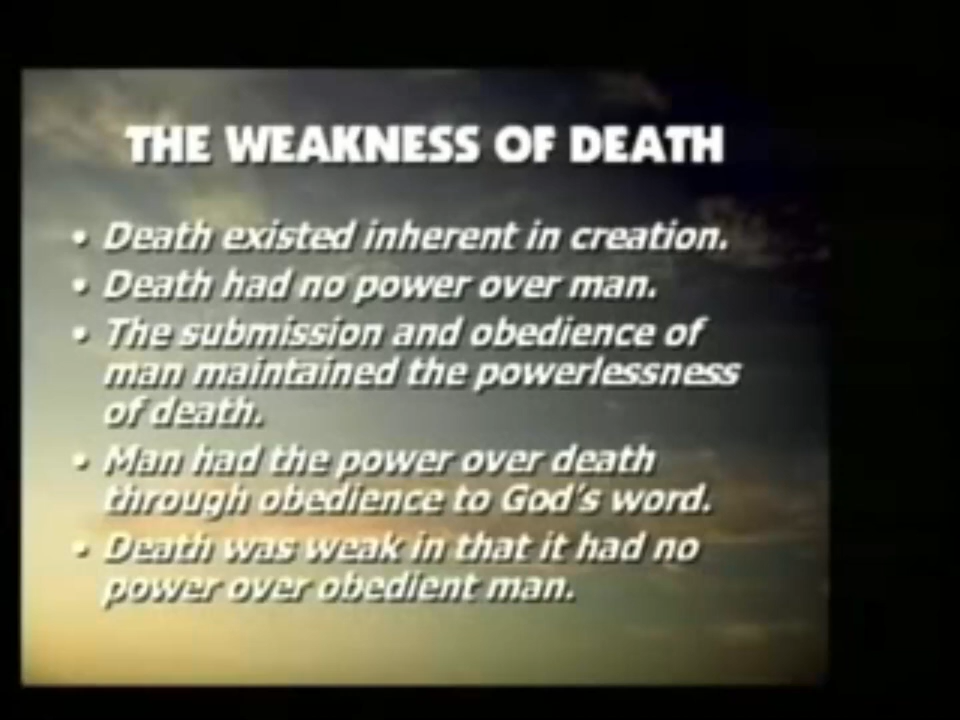 THE WEAKNESS OF DEATH
• Death existed inherent in creation.
• Death had no power over man.
• The submission and obedience of
man maintained the powerlessness
of death.
• Man had the power over death
through obedience to God's word.
• Death was weak in that it had no
power over obedient man.